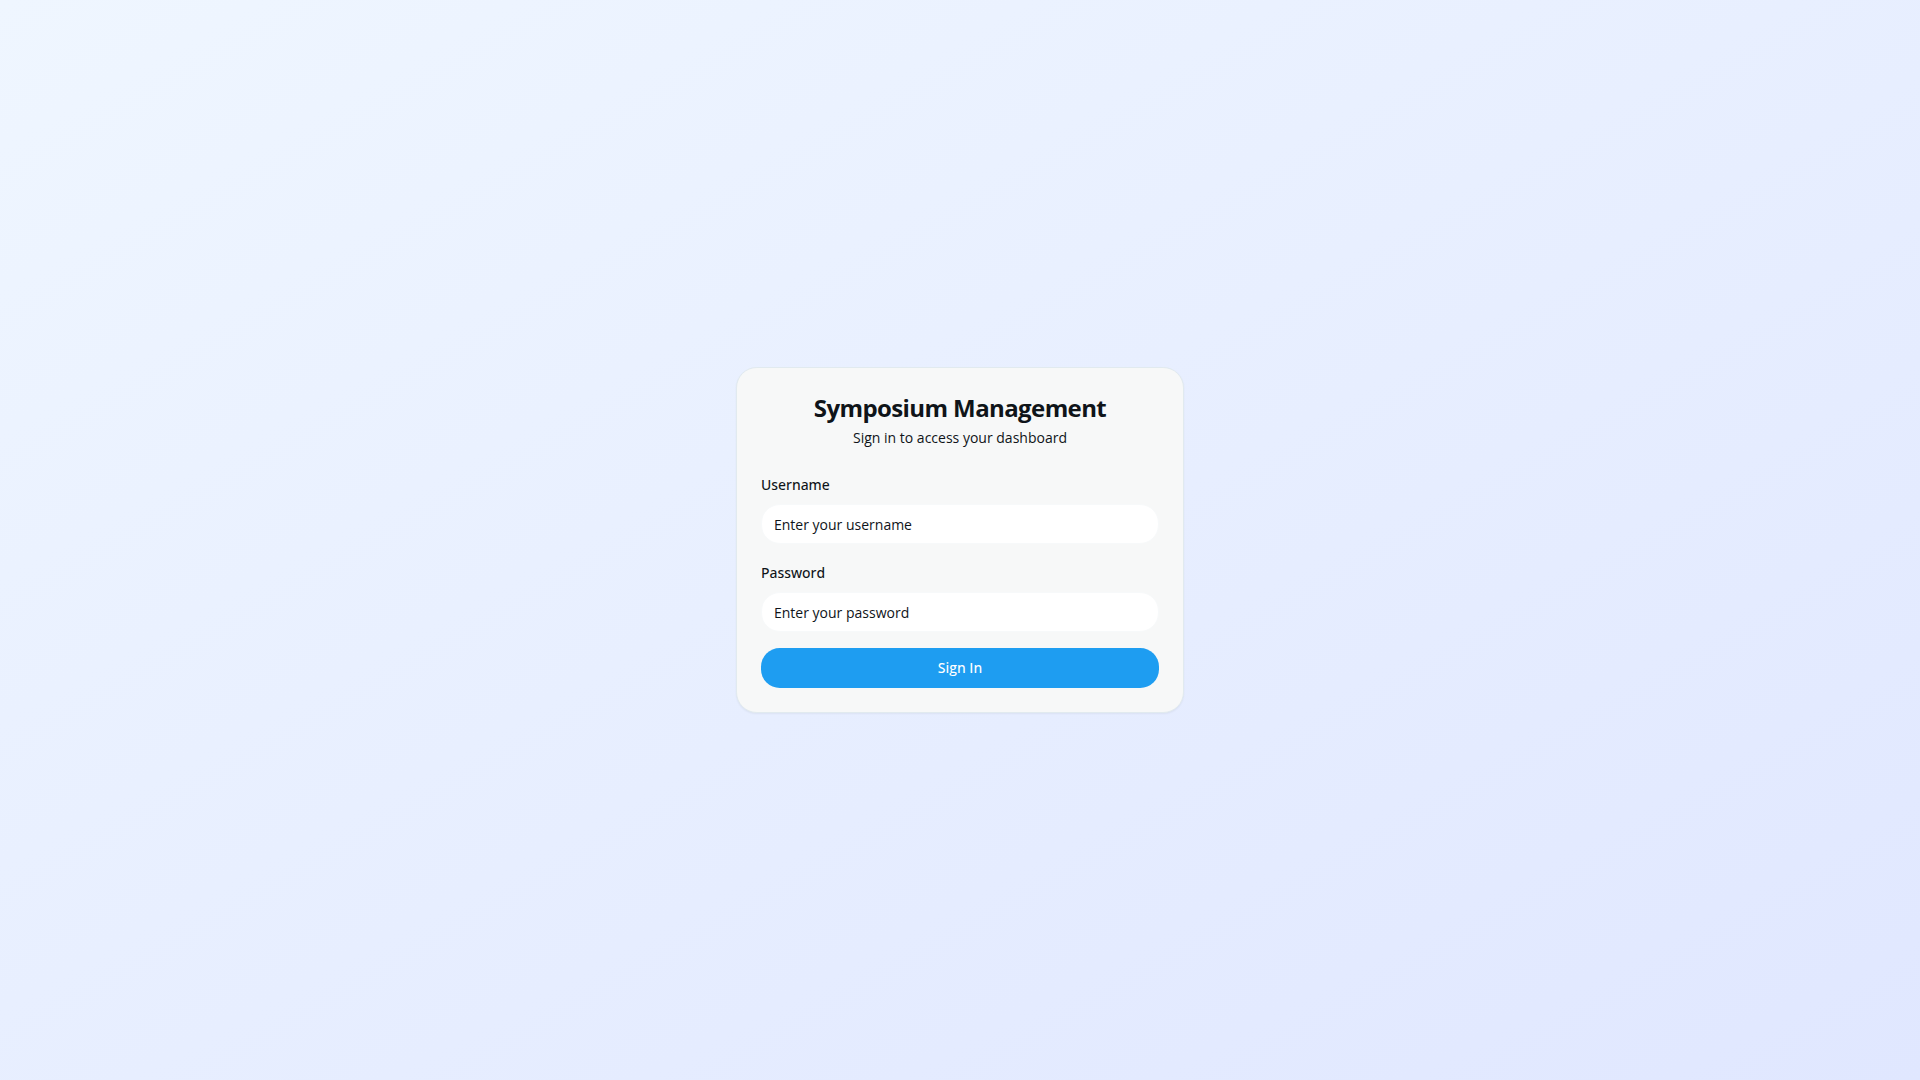 Symposium Management
Sign in to access your dashboard
Username
Enter your username
Password
Enter your password
Sign In